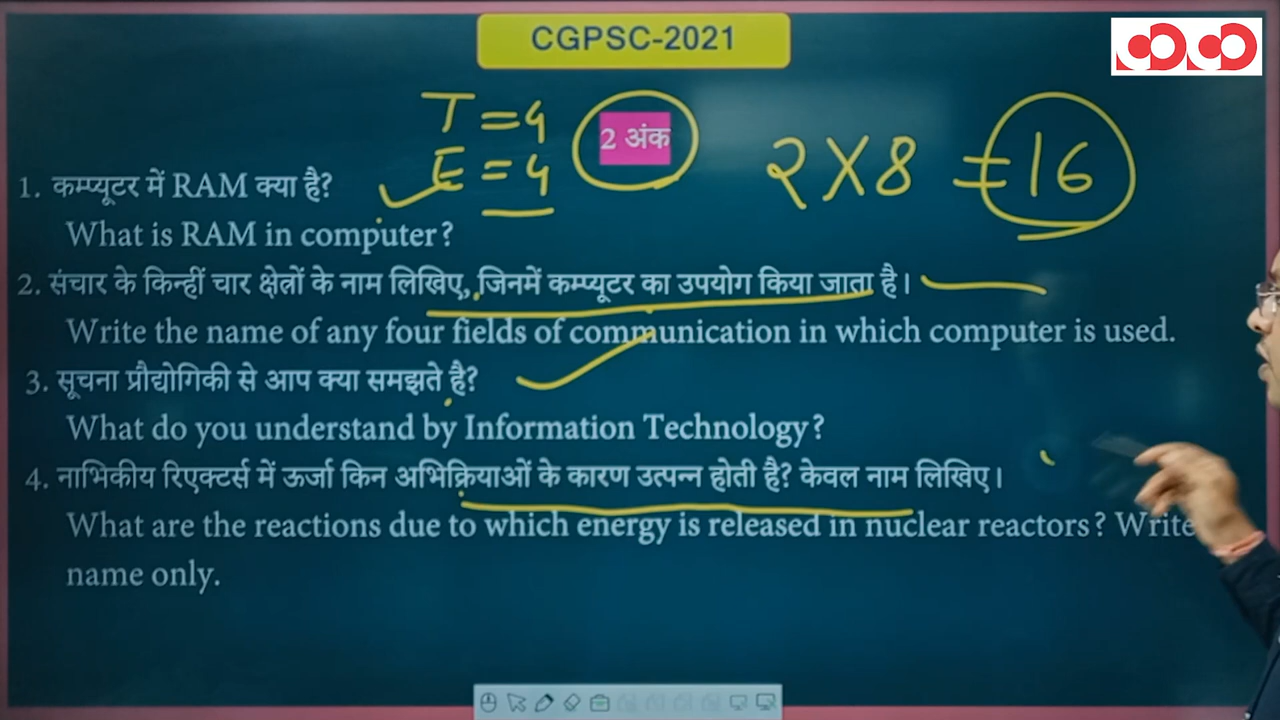 CGPSC-2021
T = 4
E = 4
2 अंक
2 X 8 = 16
1. कम्प्यूटर में RAM क्या है?
What is RAM in computer?
2. संचार के किन्हीं चार क्षेत्रों के नाम लिखिए, जिनमें कम्प्यूटर का उपयोग किया जाता है।
Write the name of any four fields of communication in which computer is used.
3. सूचना प्रौद्योगिकी से आप क्या समझते है?
What do you understand by Information Technology?
4. नाभिकीय रिएक्टर्स में ऊर्जा किन अभिक्रियाओं के कारण उत्पन्न होती है? केवल नाम लिखिए।
What are the reactions due to which energy is released in nuclear reactors? Write
name only.